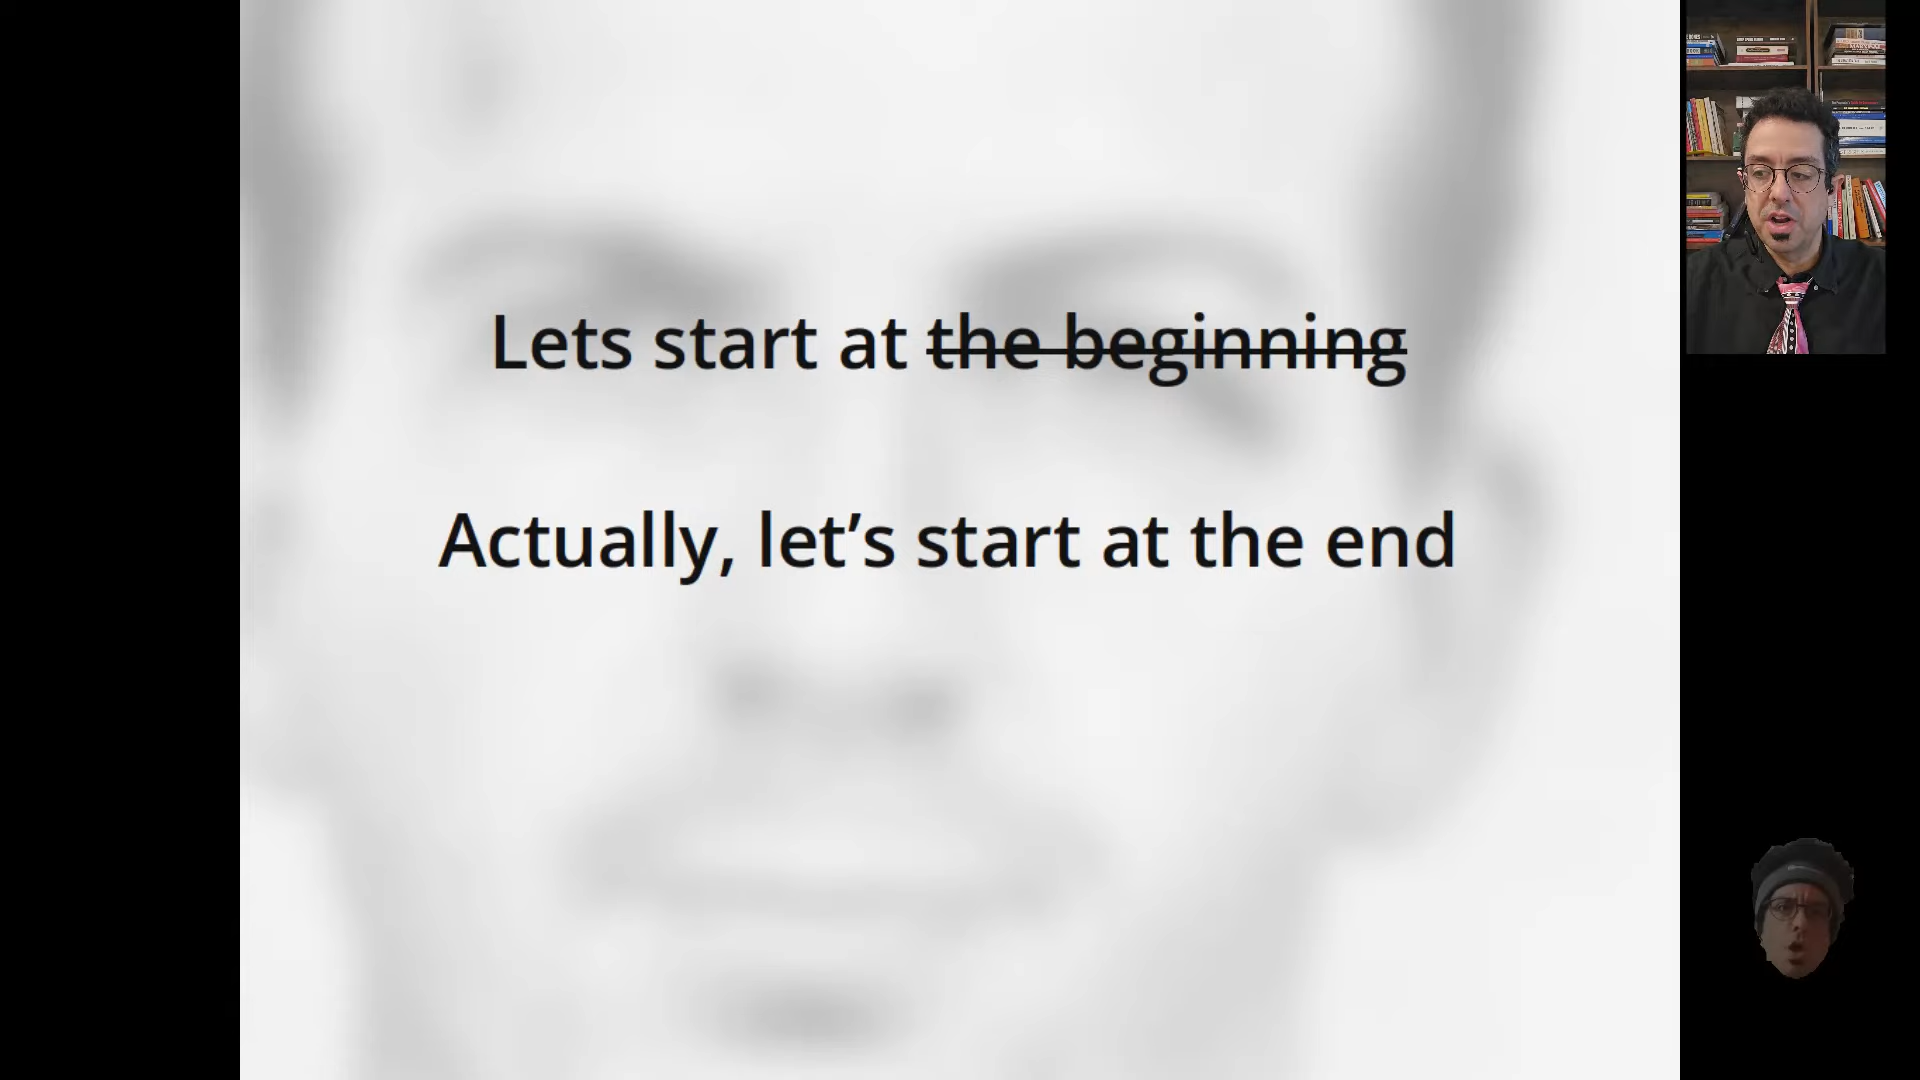 Lets start at the beginning
Actually, let’s start at the end